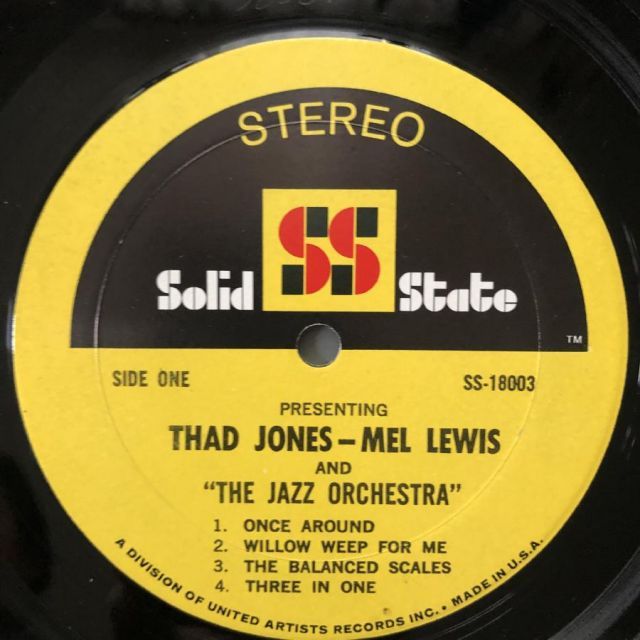 STEREO
SS
Solid State
TM
SIDE ONE
SS-18003
PRESENTING
THAD JONES—MEL LEWIS
AND
"THE JAZZ ORCHESTRA"
1. ONCE AROUND
2. WILLOW WEEP FOR ME
3. THE BALANCED SCALES
4. THREE IN ONE
A DIVISION OF UNITED ARTISTS RECORDS INC. • MADE IN U.S.A.